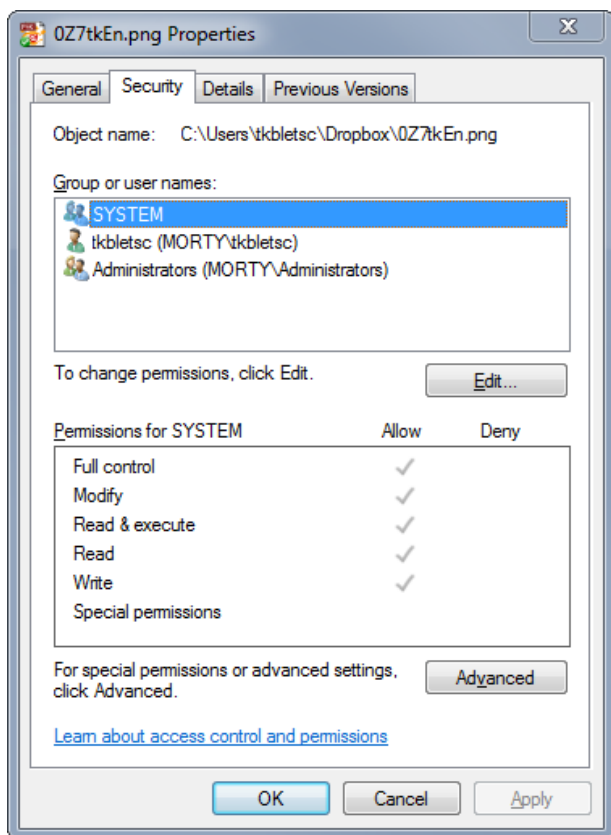 0Z7tkEn.png Properties
General Security Details Previous Versions
Object name: C:\Users\tkbletsc\Dropbox\0Z7tkEn.png
Group or user names:
SYSTEM
tkbletsc (MORTY\tkbletsc)
Administrators (MORTY\Administrators)
To change permissions, click Edit.
Edit...
Permissions for SYSTEM Allow Deny
Full control
Modify
Read & execute
Read
Write
Special permissions
For special permissions or advanced settings,
click Advanced.
Advanced
Learn about access control and permissions
OK Cancel Apply